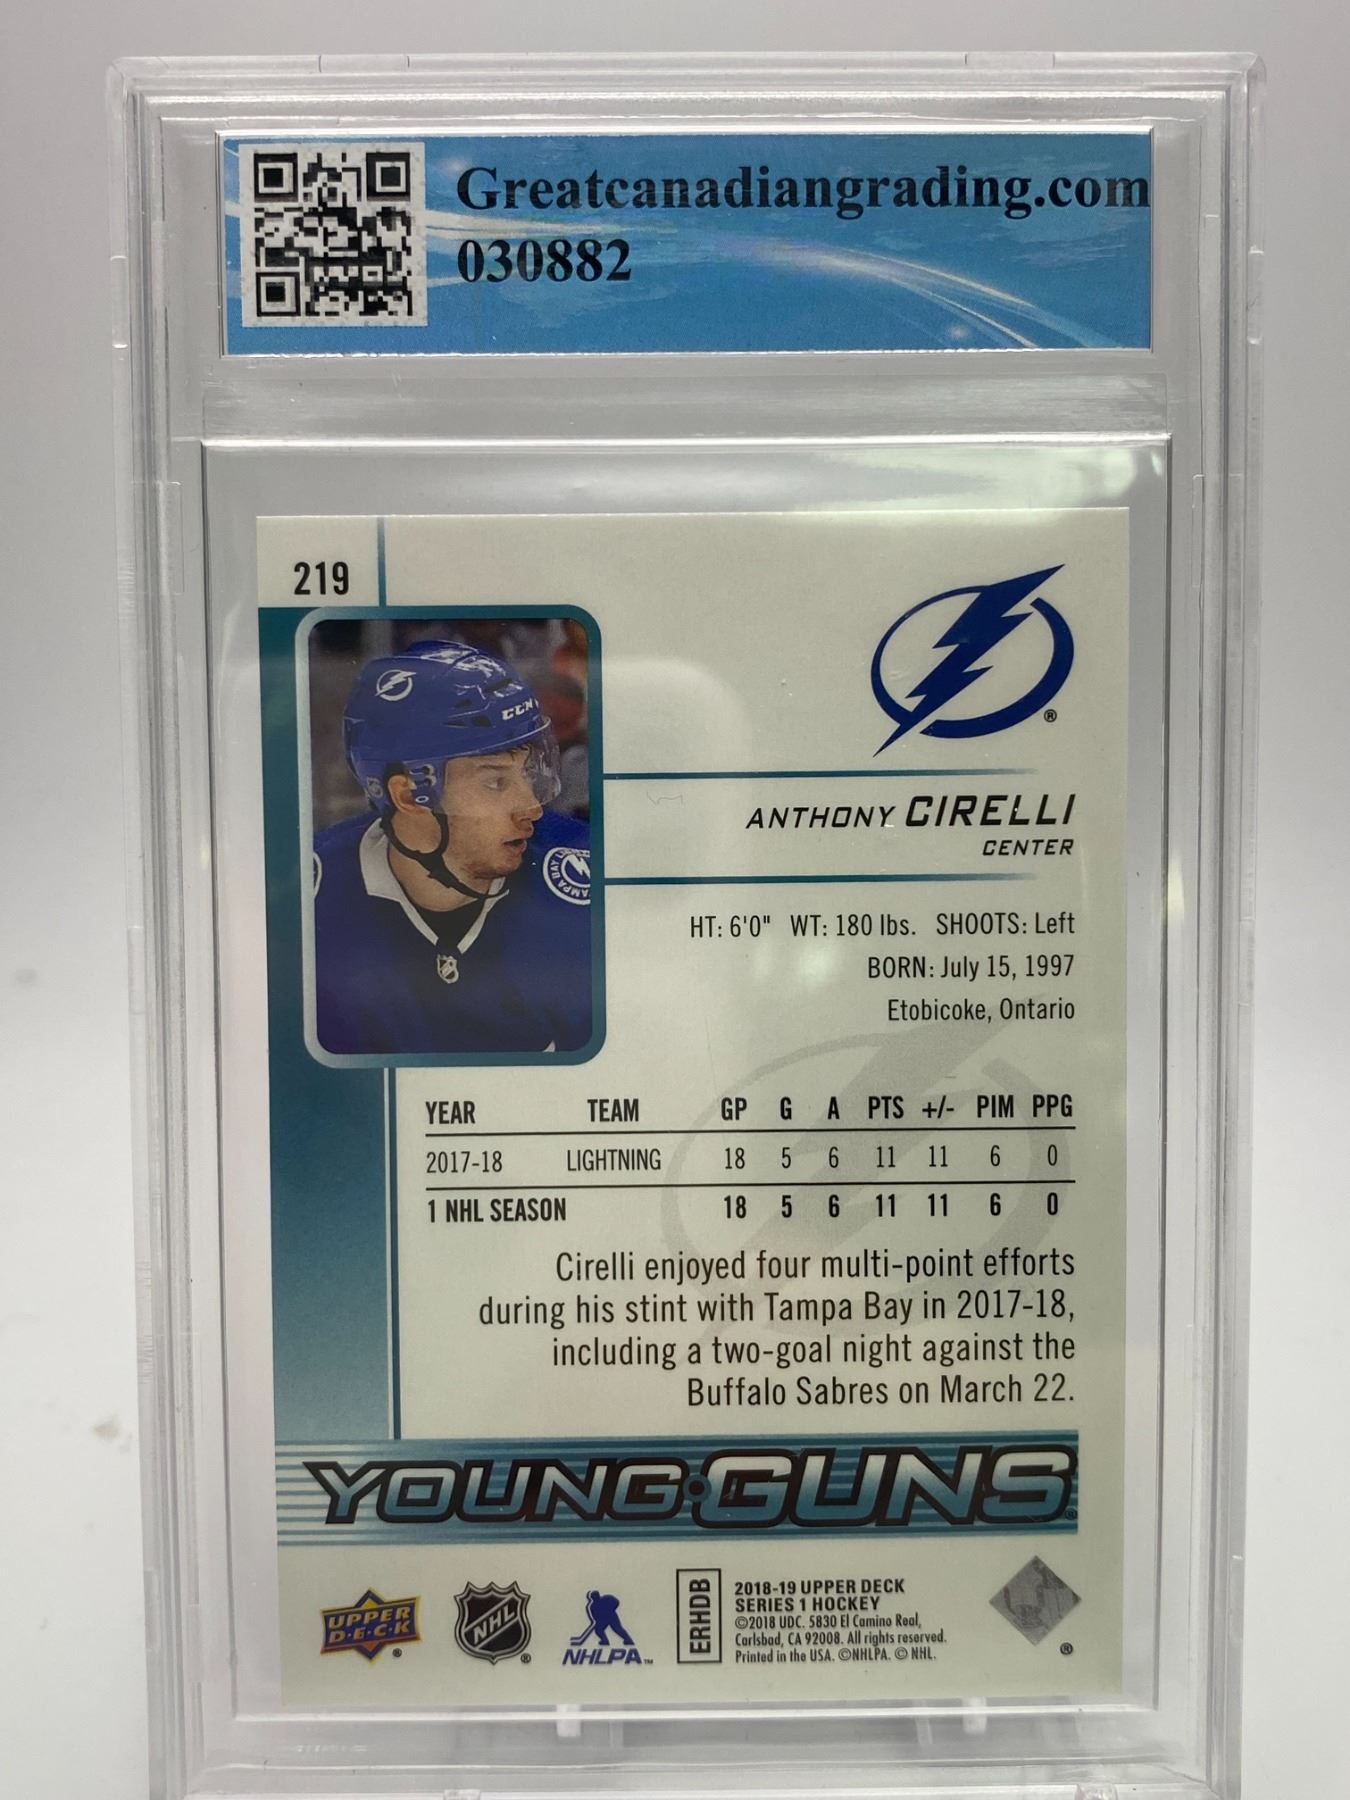 Greatcanadiangrading.com
030882
219
CCM
TAMPA BAY
ANTHONY CIRELLI
CENTER
HT: 6'0" WT: 180 lbs. SHOOTS: Left
BORN: July 15, 1997
Etobicoke, Ontario
YEAR TEAM GP G A PTS +/- PIM PPG
2017-18 LIGHTNING 18 5 6 11 11 6 0
1 NHL SEASON 18 5 6 11 11 6 0
Cirelli enjoyed four multi-point efforts
during his stint with Tampa Bay in 2017-18,
including a two-goal night against the
Buffalo Sabres on March 22.
YOUNG·GUNS®
UPPER
D·E·C·K ®
NHL ®
NHLPA™
ERHDB
2018-19 UPPER DECK
SERIES 1 HOCKEY
©2018 UDC. 5830 El Camino Real,
Carlsbad, CA 92008. All rights reserved.
Printed in the USA. ©NHLPA. © NHL.
®